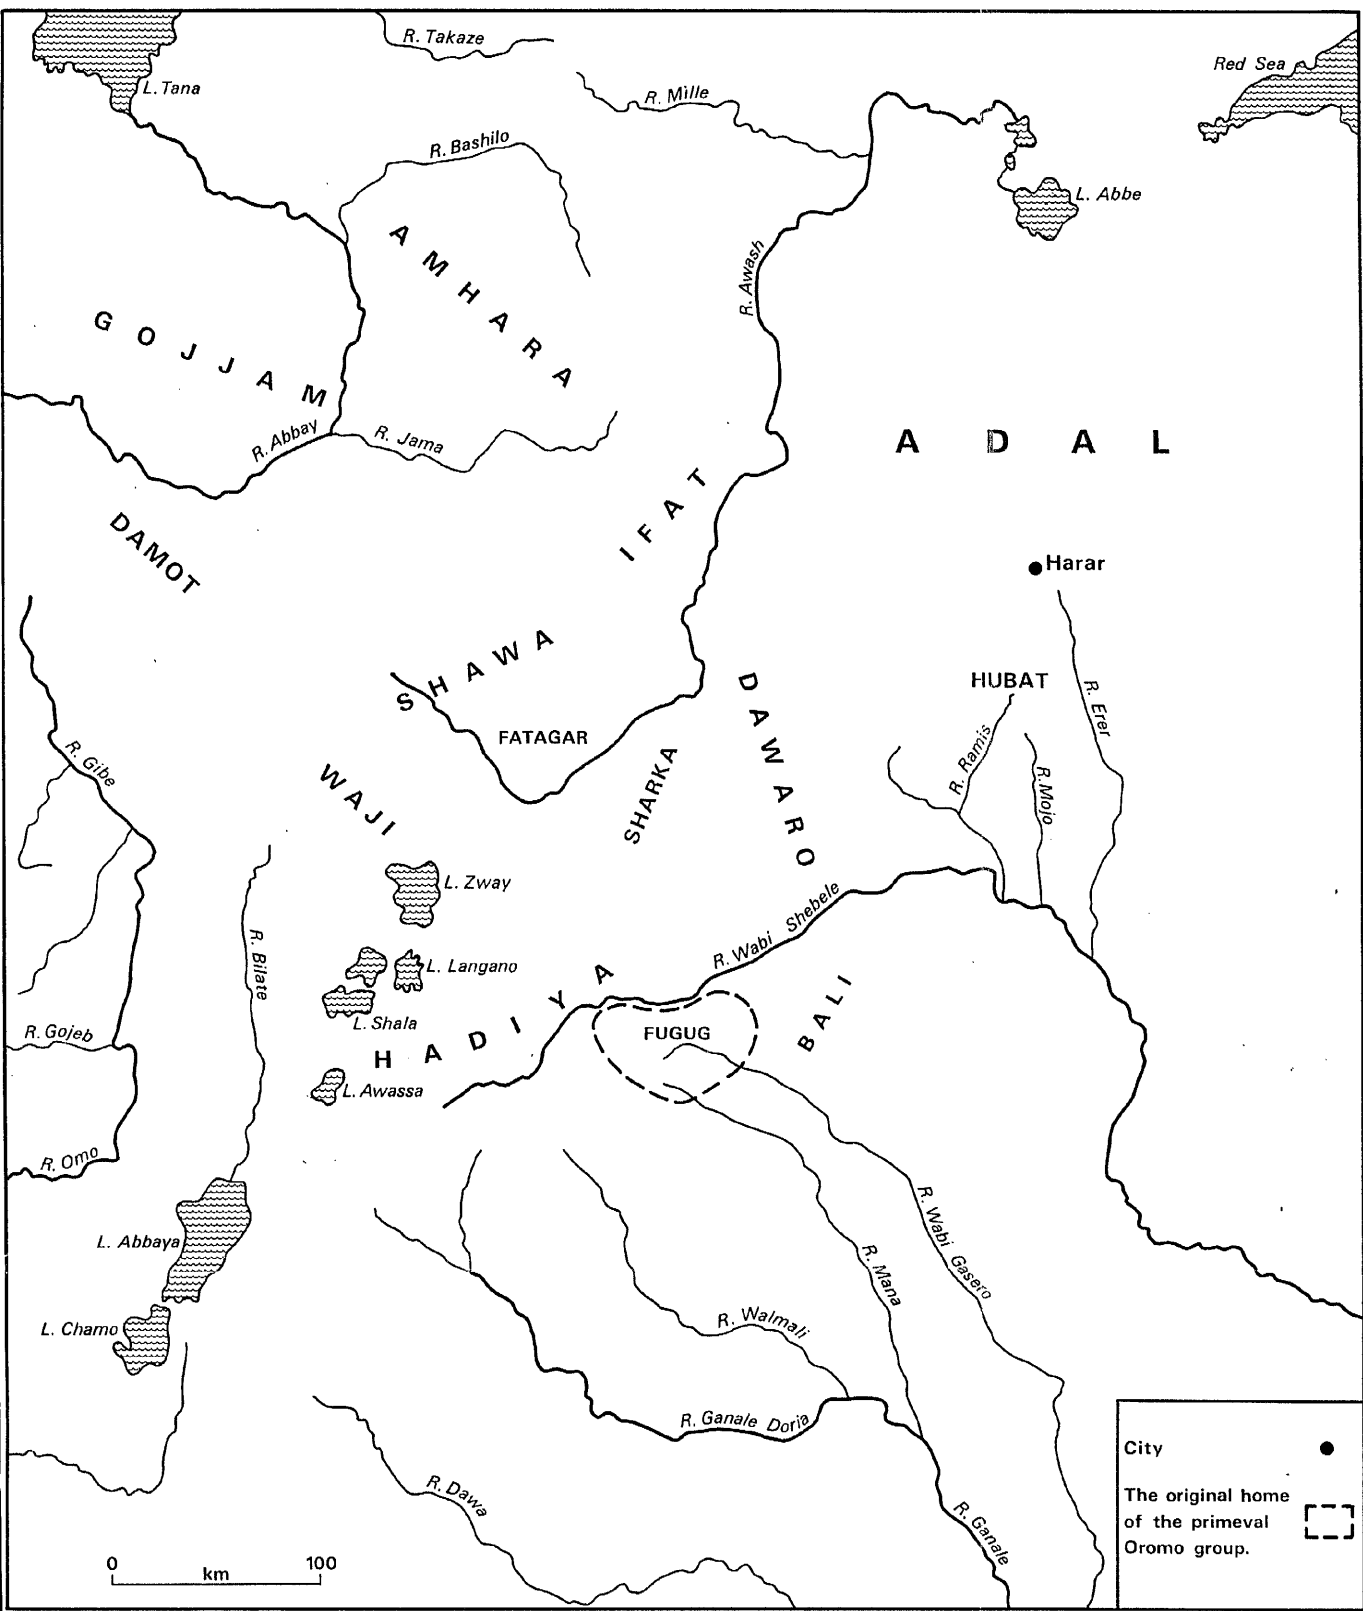 R. Takaze
Red Sea
L. Tana
R. Mille
R. Bashilo
L. Abbe
AMHARA
R. Awash
GOJJAM
R. Abbay
R. Jama
ADAL
IFAT
DAMOT
Harar
SHAWA
HUBAT
DAWARO
R. Erer
FATAGAR
R. Gibe
R. Ramis
R. Mojo
SHARKA
WAJI
L. Zway
R. Wabi Shebele
R. Bilate
L. Langano
HADIYA
BALI
L. Shala
R. Gojeb
FUGUG
L. Awassa
R. Omo
L. Abbaya
R. Wabi Gasero
R. Mana
L. Chamo
R. Walmali
R. Ganale Doria
R. Dawa
R. Ganale
City
The original home
of the primeval
Oromo group.
0 100
km